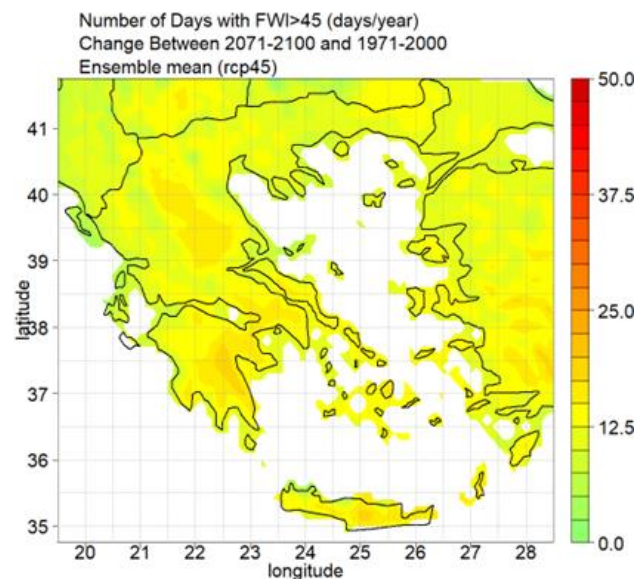 Number of Days with FWI>45 (days/year)
Change Between 2071-2100 and 1971-2000
Ensemble mean (rcp45)
50.0
41
40
37.5
39
latitude
25.0
38
37
12.5
36
35
0.0
20 21 22 23 24 25 26 27 28
longitude